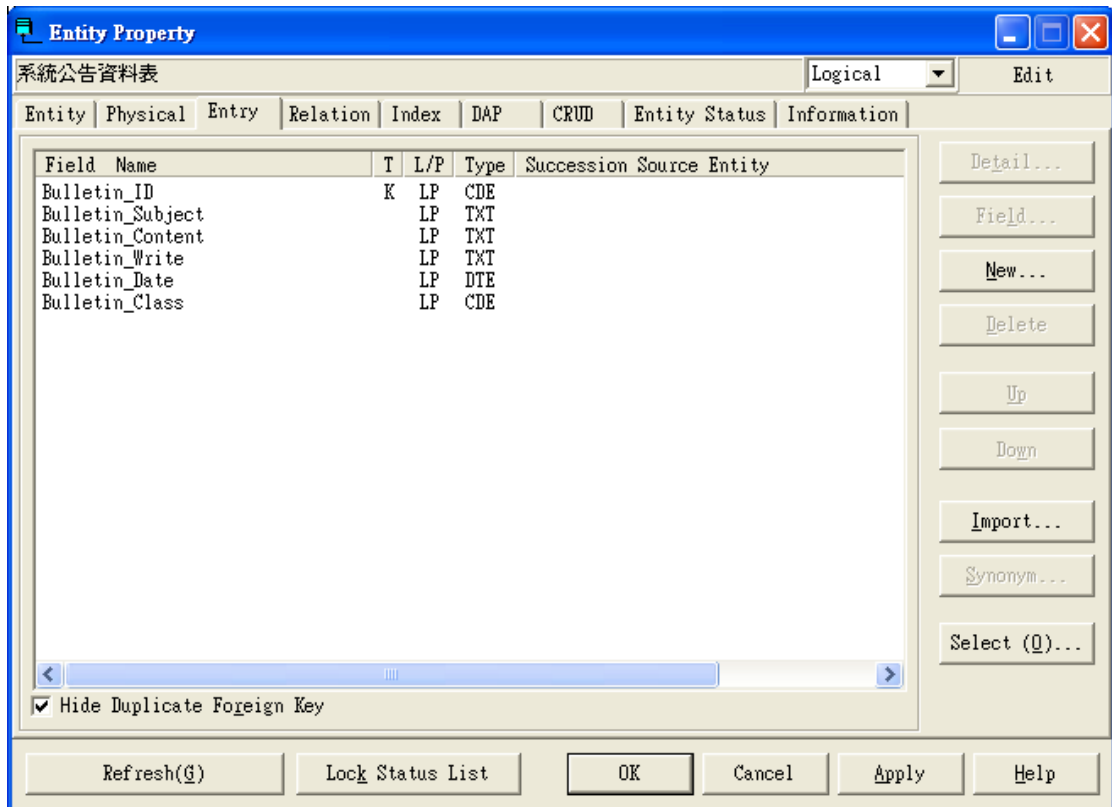 Entity Property
系統公告資料表 Logical Edit
Entity Physical Entry Relation Index DAP CRUD Entity Status Information
Field Name T L/P Type Succession Source Entity
Bulletin_ID K LP CDE
Bulletin_Subject LP TXT
Bulletin_Content LP TXT
Bulletin_Write LP TXT
Bulletin_Date LP DTE
Bulletin_Class LP CDE
Detail...
Field...
New...
Delete
Up
Down
Import...
Synonym...
Select (O)...
Hide Duplicate Foreign Key
Refresh(G) Lock Status List OK Cancel Apply Help